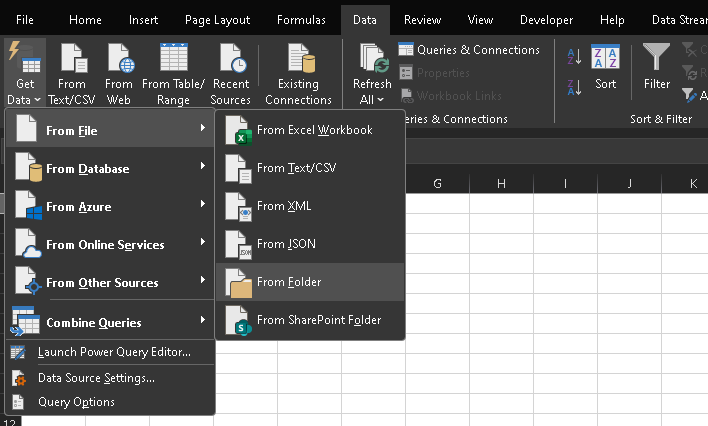 File Home Insert Page Layout Formulas Data Review View Developer Help Data Stream
Get Data
From Text/CSV
From Web
From Table/ Range
Recent Sources
Existing Connections
Refresh All
Queries & Connections
Properties
Workbook Links
Queries & Connections
Sort
Filter
Sort & Filter
From File
From Database
From Azure
From Online Services
From Other Sources
Combine Queries
Launch Power Query Editor...
Data Source Settings...
Query Options
From Excel Workbook
From Text/CSV
From XML
From JSON
From Folder
From SharePoint Folder
G H I J K
12